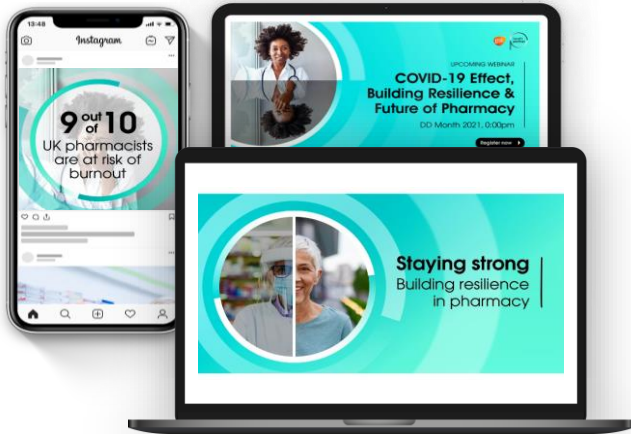 13:48
Instagram
9 out of 10
UK pharmacists
are at risk of
burnout
gsk
UPCOMING WEBINAR
COVID-19 Effect,
Building Resilience &
Future of Pharmacy
DD Month 2021, 0:00pm
Register now
Staying strong
Building resilience
in pharmacy